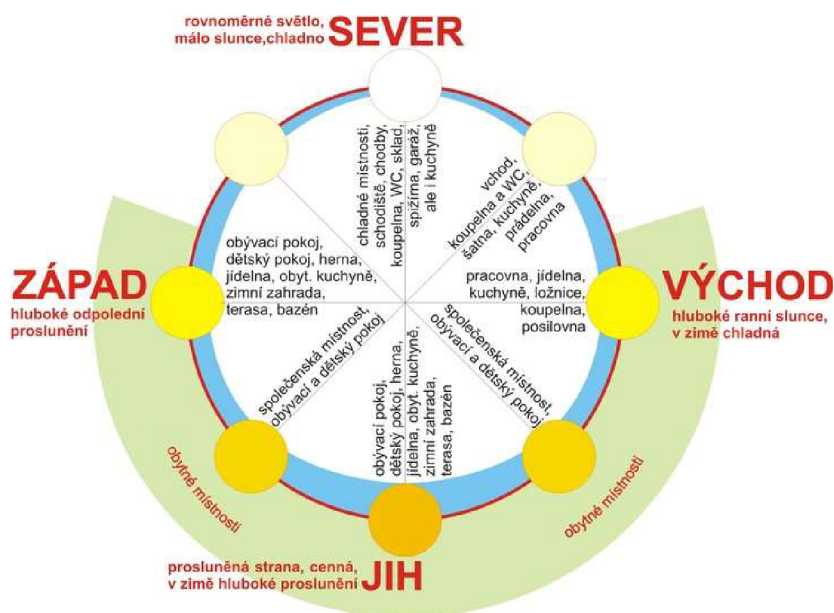 rovnoměrné světlo,
málo slunce,chladno
SEVER
chladné místnosti,
schodiště, chodby,
koupelna, WC, sklad,
spižírna, garáž,
ale i kuchyně
vchod,
koupelna a WC,
šatna, kuchyně,
prádelna,
pracovna
ZÁPAD
hluboké odpolední
proslunění
obývací pokoj,
dětský pokoj, herna,
jídelna, obyt. kuchyně,
zimní zahrada,
terasa, bazén
pracovna, jídelna,
kuchyně, ložnice,
koupelna,
posilovna
VÝCHOD
hluboké ranní slunce,
v zimě chladná
společenská místnost,
obývací a dětský pokoj
obývací pokoj,
dětský pokoj, herna,
jídelna, obyt. kuchyně,
zimní zahrada,
terasa, bazén
společenská místnost,
obývací a dětský pokoj
obytné místnosti
obytné místnosti
prosluněná strana, cenná,
v zimě hluboké proslunění
JIH